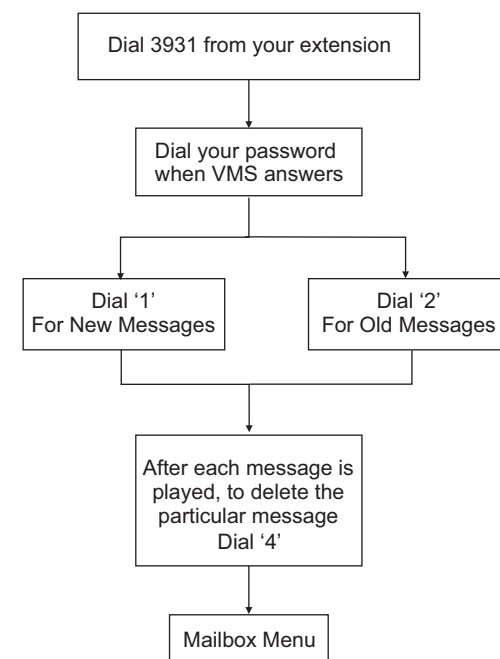 Dial 3931 from your extension
Dial your password
when VMS answers
Dial ‘1’
For New Messages
Dial ‘2’
For Old Messages
After each message is
played, to delete the
particular message
Dial ‘4’
Mailbox Menu